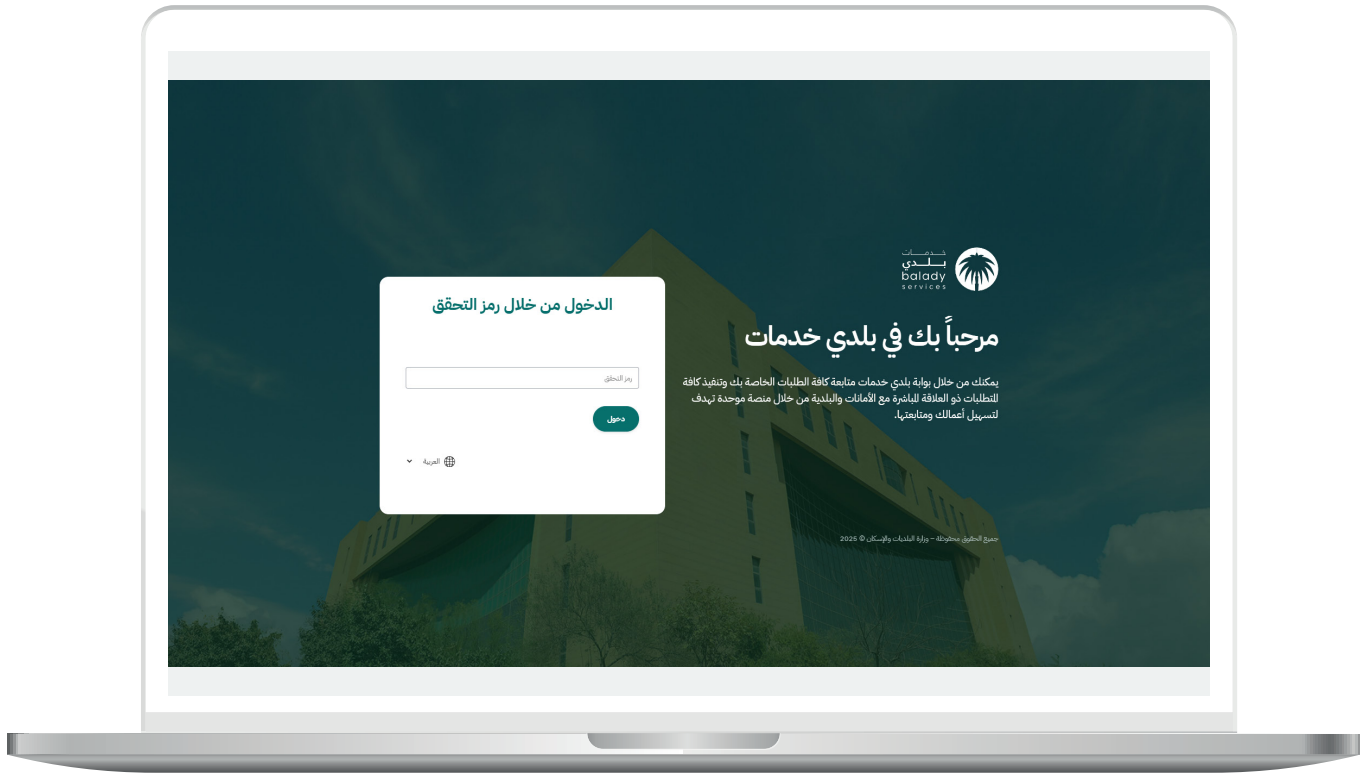 خدمات
بلدي
balady
services
مرحباً بك في بلدي خدمات
يمكنك من خلال بوابة بلدي خدمات متابعة كافة الطلبات الخاصة بك وتنفيذ كافة
المتطلبات ذو العلاقة المباشرة مع الأمانات والبلدية من خلال منصة موحدة تهدف
لتسهيل أعمالك ومتابعتها.
جميع الحقوق محفوظة – وزارة البلديات والإسكان © 2025
الدخول من خلال رمز التحقق
رمز التحقق
دخول
العربية